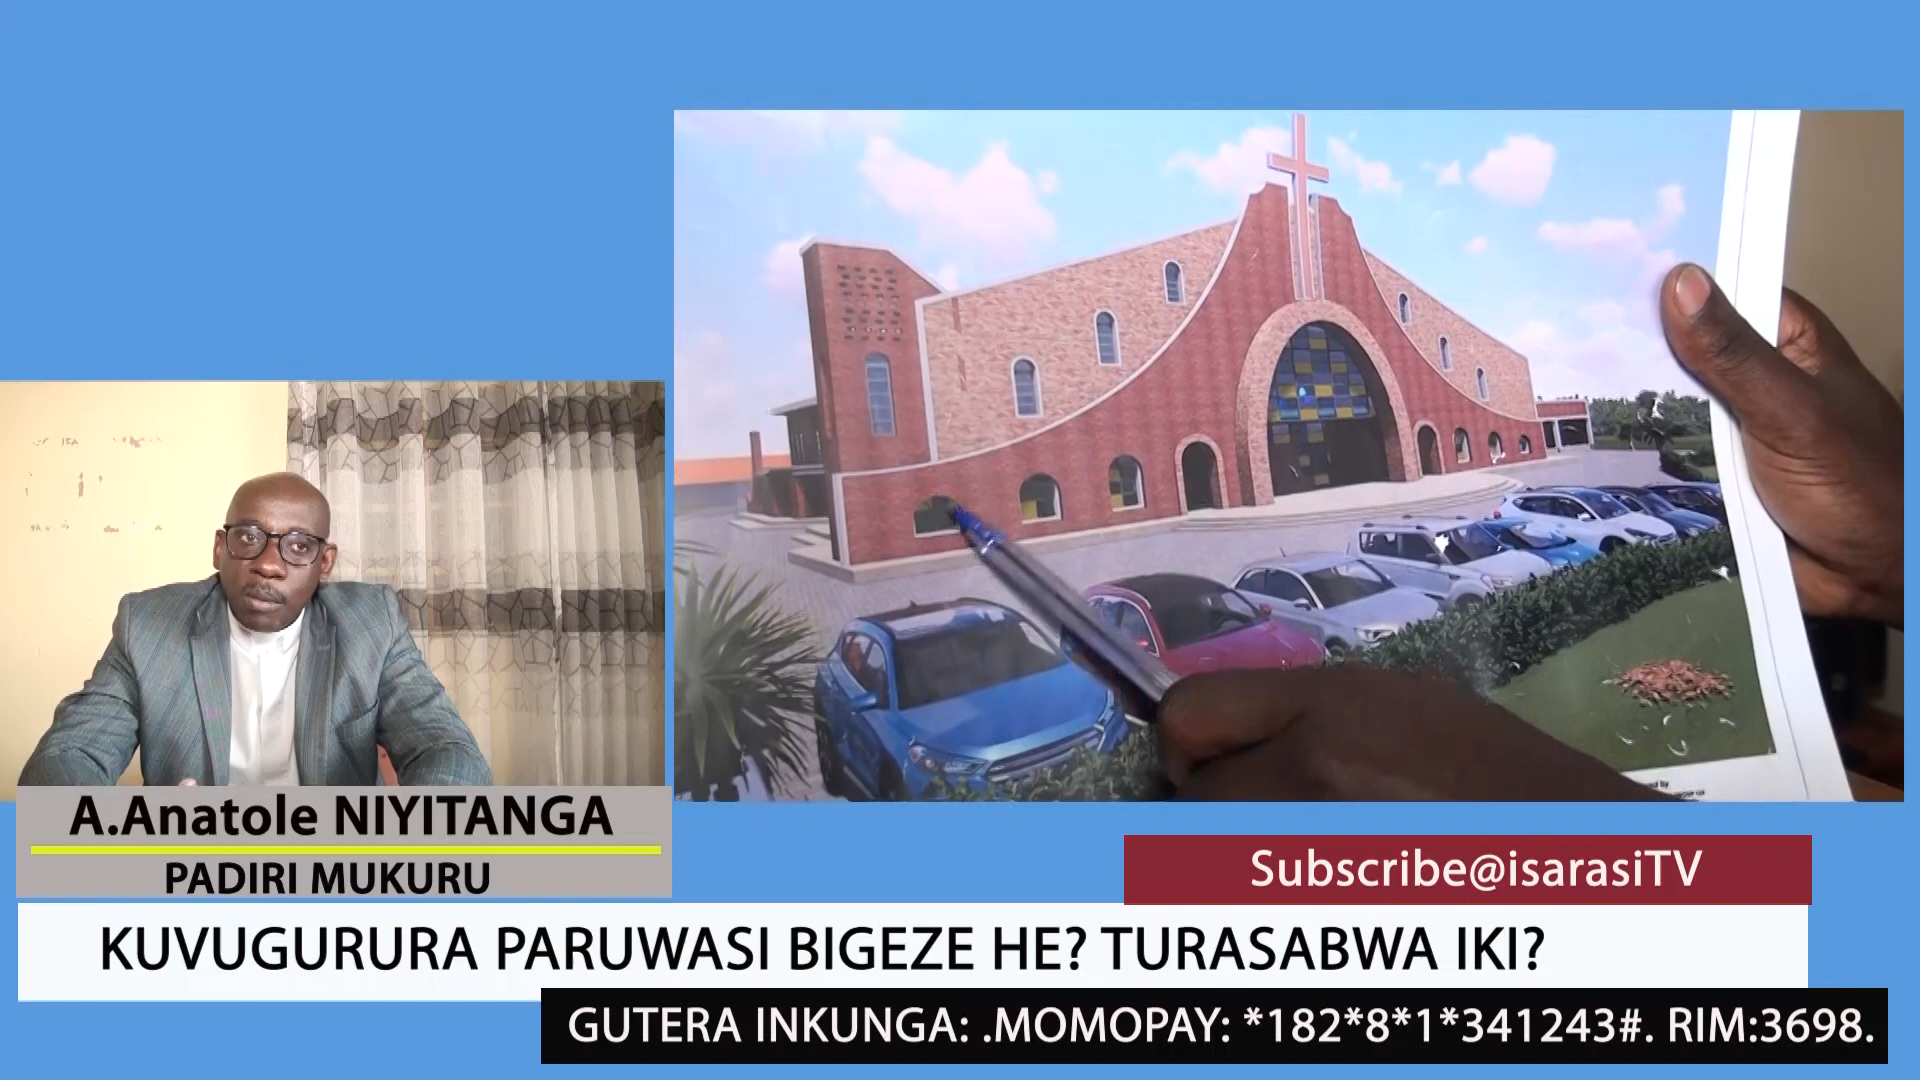 A.Anatole NIYITANGA
PADIRI MUKURU
Subscribe@isarasiTV
KUVUGURURA PARUWASI BIGEZE HE? TURASABWA IKI?
GUTERA INKUNGA: .MOMOPAY: *182*8*1*341243#. RIM:3698.